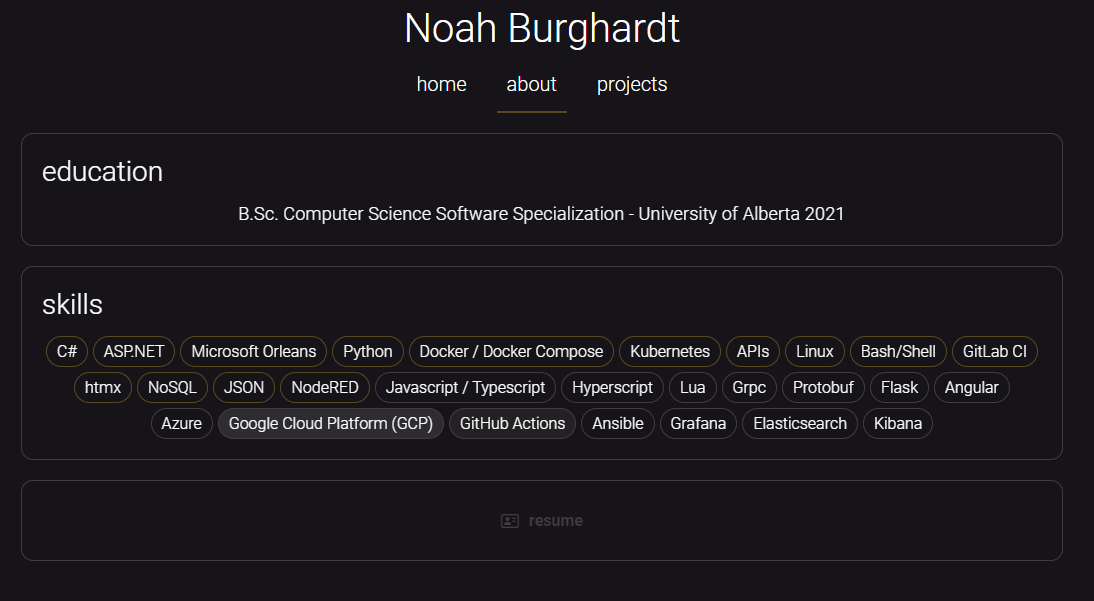 Noah Burghardt
home about projects
education
B.Sc. Computer Science Software Specialization - University of Alberta 2021
skills
C# ASP.NET Microsoft Orleans Python Docker / Docker Compose Kubernetes APIs Linux Bash/Shell GitLab CI
htmx NoSQL JSON NodeRED Javascript / Typescript Hyperscript Lua Grpc Protobuf Flask Angular
Azure Google Cloud Platform (GCP) GitHub Actions Ansible Grafana Elasticsearch Kibana
resume